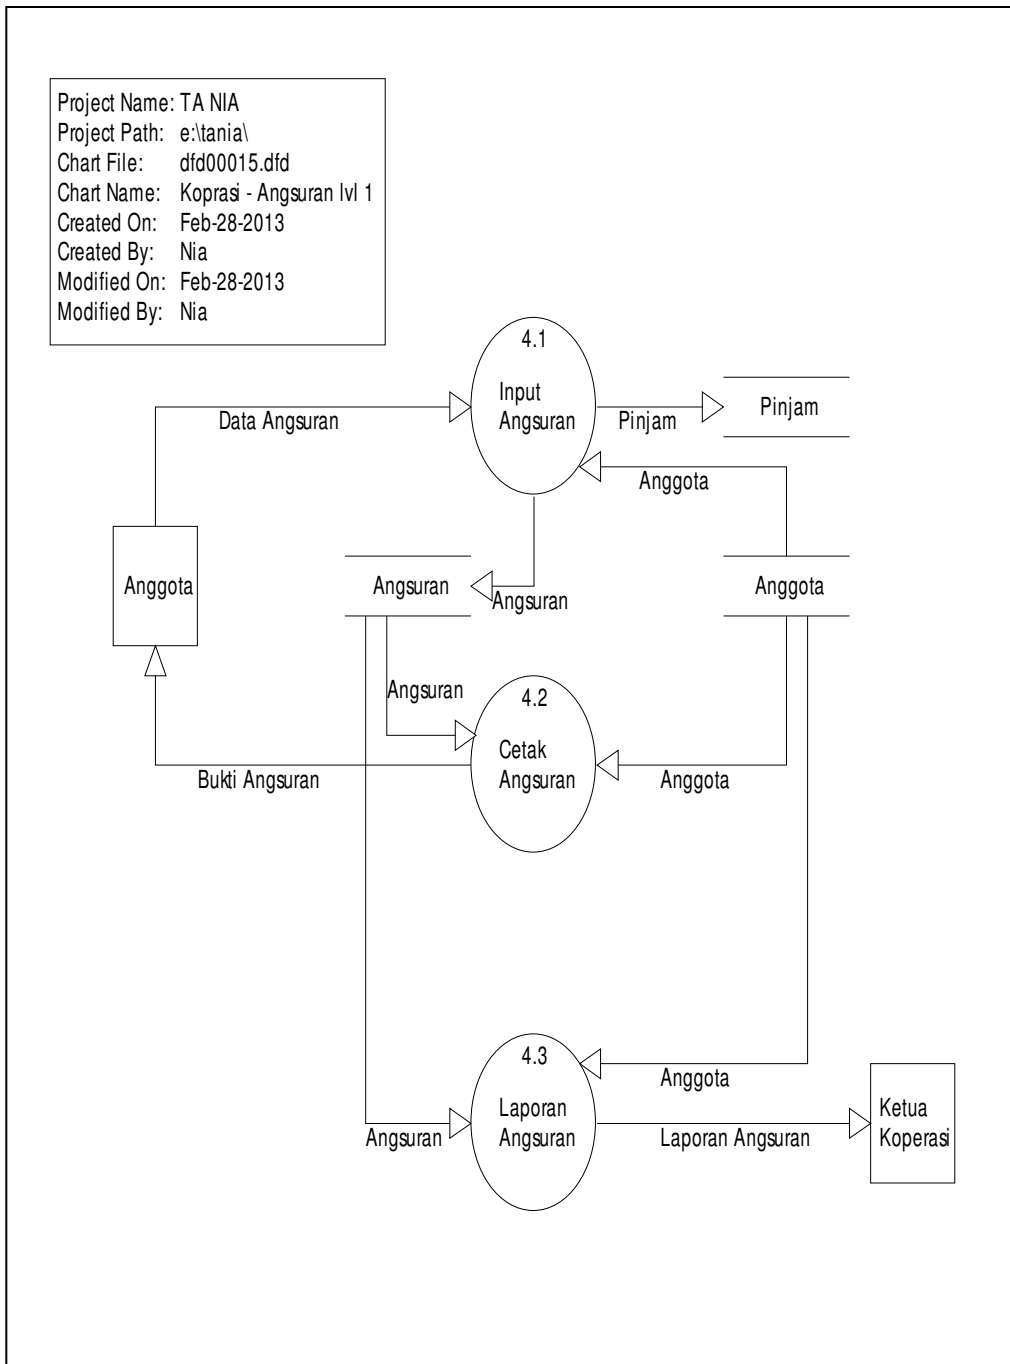 Project Name: TA NIA
Project Path: e:\tania\
Chart File: dfd00015.dfd
Chart Name: Koprasi - Angsuran lvl 1
Created On: Feb-28-2013
Created By: Nia
Modified On: Feb-28-2013
Modified By: Nia
4.1
Input
Angsuran
Data Angsuran
Pinjam
Pinjam
Anggota
Anggota
Angsuran
Angsuran
Anggota
Angsuran
4.2
Cetak
Angsuran
Bukti Angsuran
Anggota
4.3
Laporan
Angsuran
Anggota
Angsuran
Laporan Angsuran
Ketua
Koperasi